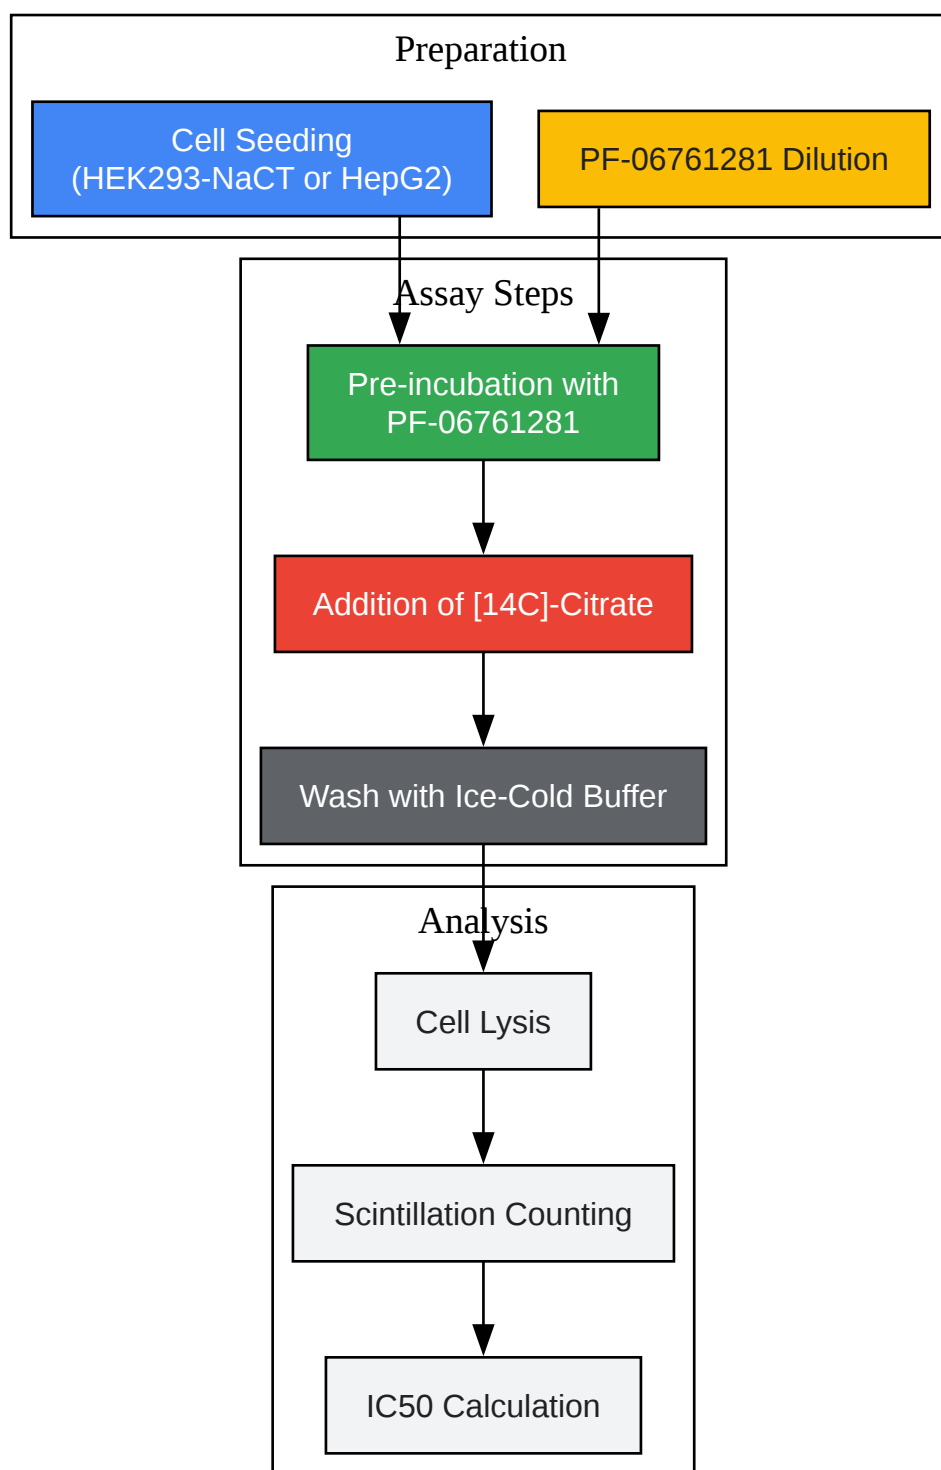 Preparation
Cell Seeding
(HEK293-NaCT or HepG2)
PF-06761281 Dilution
Assay Steps
Pre-incubation with
PF-06761281
Addition of [14C]-Citrate
Wash with Ice-Cold Buffer
Analysis
Cell Lysis
Scintillation Counting
IC50 Calculation